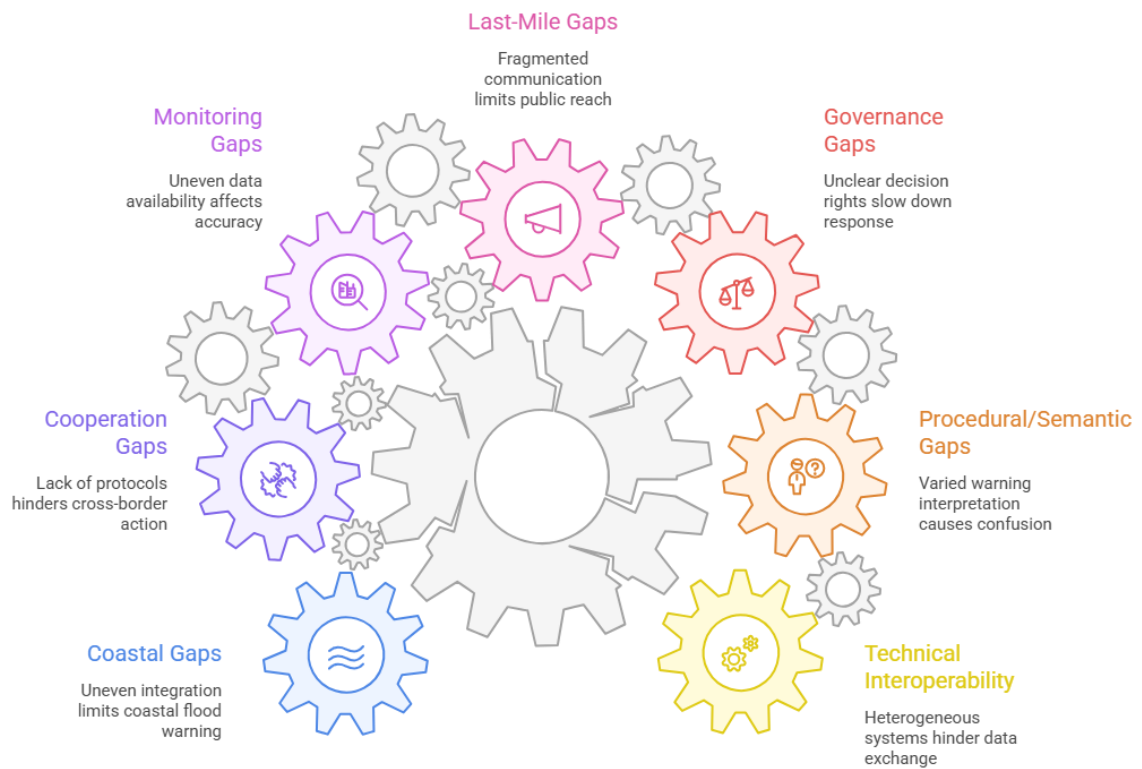 Last-Mile Gaps
Fragmented
communication
limits public reach
Monitoring
Gaps
Uneven data
availability affects
accuracy
Governance
Gaps
Unclear decision
rights slow down
response
Cooperation
Gaps
Lack of protocols
hinders cross-border
action
Procedural/Semantic
Gaps
Varied warning
interpretation
causes confusion
Coastal Gaps
Uneven integration
limits coastal flood
warning
Technical
Interoperability
Heterogeneous
systems hinder data
exchange